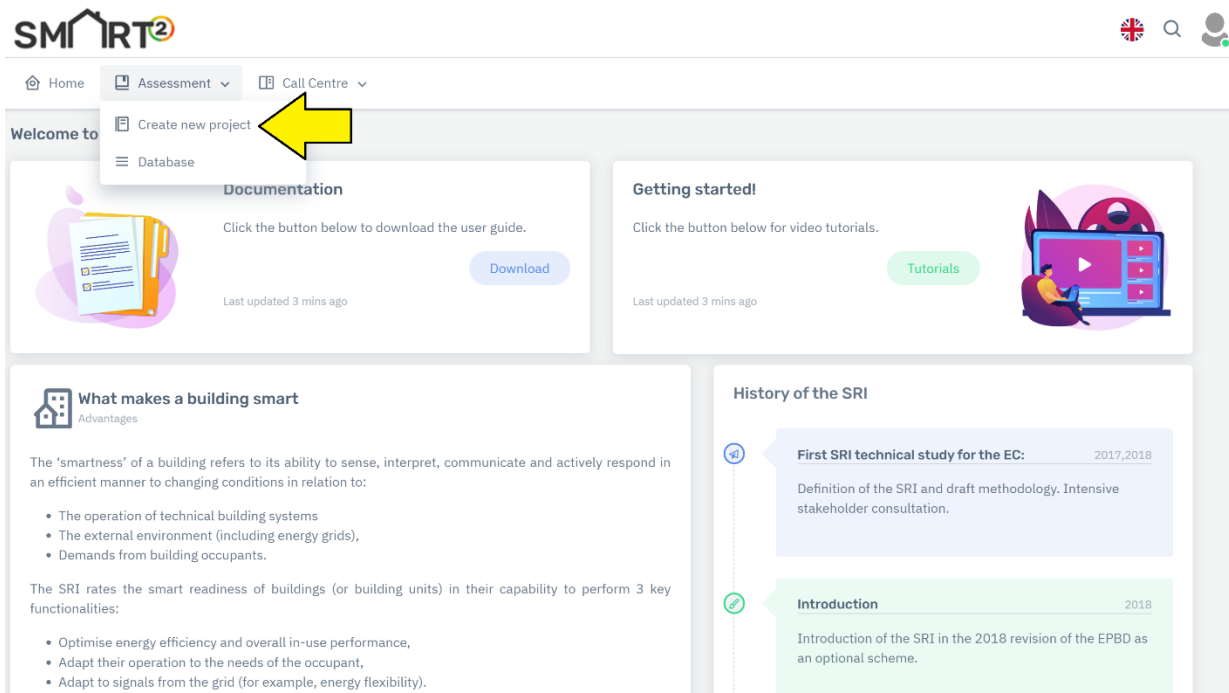 SMART2
Home
Assessment
Call Centre
Create new project
Database
Welcome to
Documentation
Click the button below to download the user guide.
Download
Last updated 3 mins ago
Getting started!
Click the button below for video tutorials.
Tutorials
Last updated 3 mins ago
What makes a building smart
Advantages
The ‘smartness’ of a building refers to its ability to sense, interpret, communicate and actively respond in
an efficient manner to changing conditions in relation to:
• The operation of technical building systems
• The external environment (including energy grids),
• Demands from building occupants.
The SRI rates the smart readiness of buildings (or building units) in their capability to perform 3 key
functionalities:
• Optimise energy efficiency and overall in-use performance,
• Adapt their operation to the needs of the occupant,
• Adapt to signals from the grid (for example, energy flexibility).
History of the SRI
First SRI technical study for the EC: 2017,2018
Definition of the SRI and draft methodology. Intensive
stakeholder consultation.
Introduction 2018
Introduction of the SRI in the 2018 revision of the EPBD as
an optional scheme.